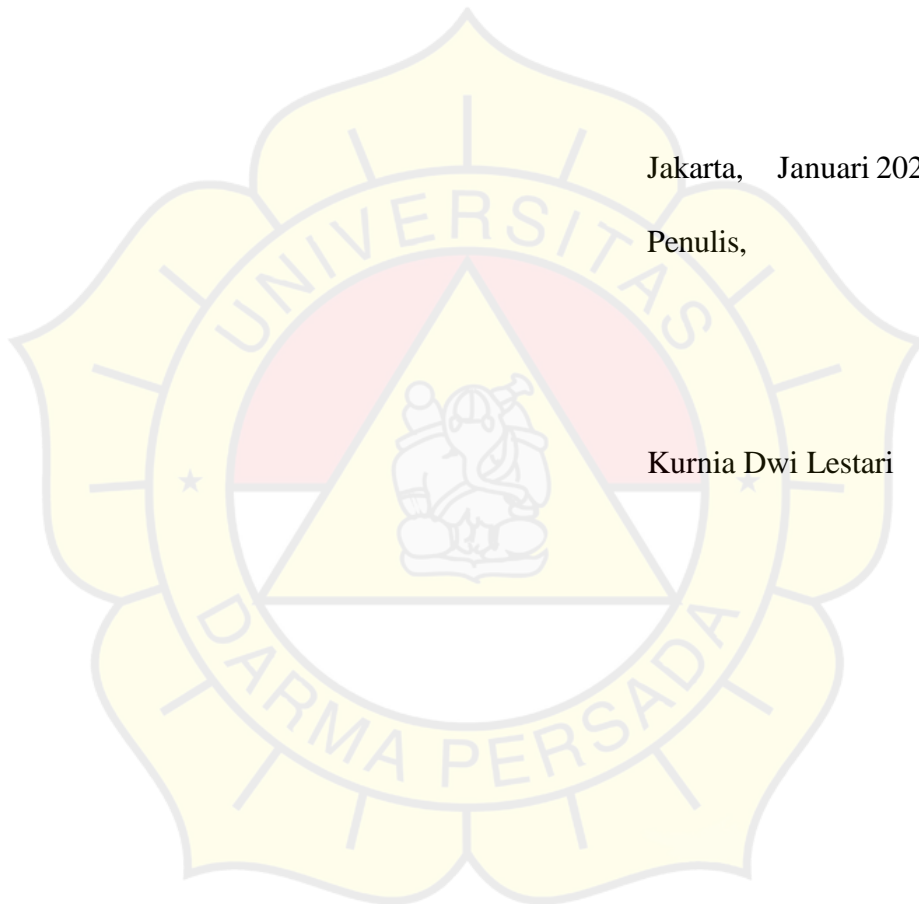 Jakarta, Januari 202
Penulis,
Kurnia Dwi Lestari
UNIVERSITAS
DARMA PERSADA